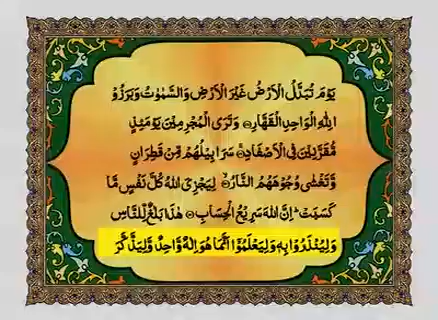 يَوْمَ تُبَدَّلُ الْاَرْضُ غَيْرَ الْاَرْضِ وَالسَّمٰوٰتُ وَبَرَزُوْا
لِلّٰهِ الْوَاحِدِ الْقَهَّارِ ۝ وَتَرَى الْمُجْرِمِيْنَ يَوْمَئِذٍ
مُّقَرَّنِيْنَ فِى الْاَصْفَادِ ۝ سَرَابِيْلُهُمْ مِّنْ قَطِرَانٍ
وَّتَغْشٰى وُجُوْهَهُمُ النَّارُ ۝ لِيَجْزِىَ اللّٰهُ كُلَّ نَفْسٍ مَّا
كَسَبَتْ ؕ اِنَّ اللّٰهَ سَرِيْعُ الْحِسَابِ ۝ هٰذَا بَلٰغٌ لِّلنَّاسِ
وَلِيُنْذَرُوْا بِهٖ وَلِيَعْلَمُوْۤا اَنَّمَا هُوَ اِلٰهٌ وَّاحِدٌ وَّلِيَذَّكَّرَ